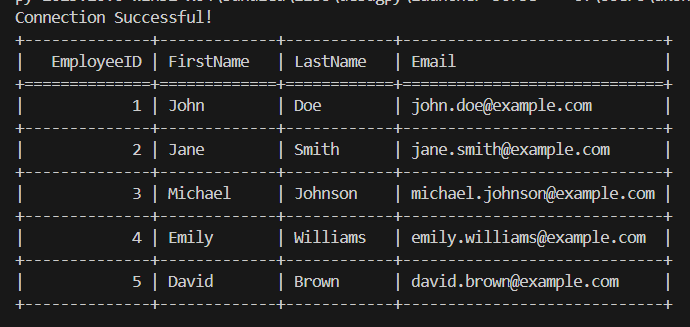 Connection Successful!
+--------------+-------------+------------+-----------------------------+
|   EmployeeID | FirstName   | LastName   | Email                       |
+==============+=============+============+=============================+
|            1 | John        | Doe        | john.doe@example.com        |
+--------------+-------------+------------+-----------------------------+
|            2 | Jane        | Smith      | jane.smith@example.com      |
+--------------+-------------+------------+-----------------------------+
|            3 | Michael     | Johnson    | michael.johnson@example.com |
+--------------+-------------+------------+-----------------------------+
|            4 | Emily       | Williams   | emily.williams@example.com  |
+--------------+-------------+------------+-----------------------------+
|            5 | David       | Brown      | david.brown@example.com     |
+--------------+-------------+------------+-----------------------------+